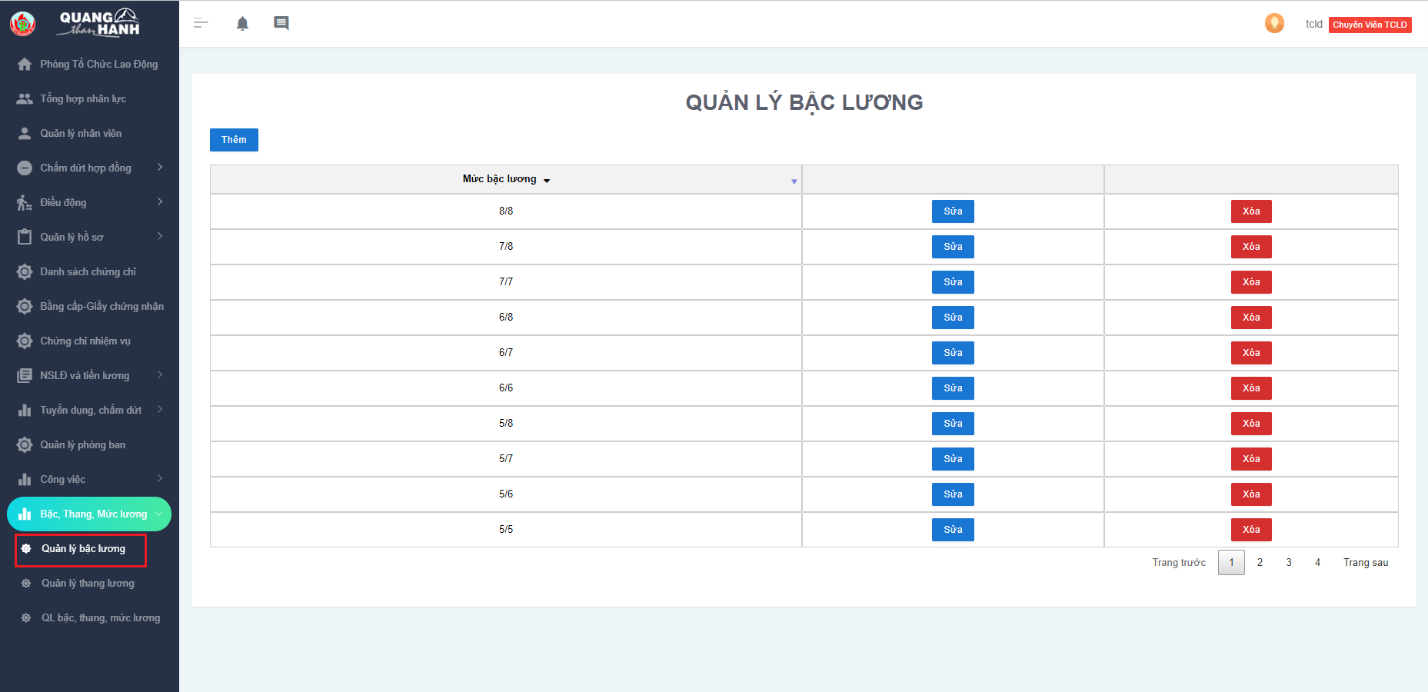 QUANG
than HANH
tcld Chuyên Viên TCLD
Phòng Tổ Chức Lao Động
Tổng hợp nhân lực
Quản lý nhân viên
Chấm dứt hợp đồng
Điều động
Quản lý hồ sơ
Danh sách chứng chỉ
Bằng cấp-Giấy chứng nhận
Chứng chỉ nhiệm vụ
NSLĐ và tiền lương
Tuyển dụng, chấm dứt
Quản lý phòng ban
Công việc
Bậc, Thang, Mức lương
Quản lý bậc lương
Quản lý thang lương
QL bậc, thang, mức lương
QUẢN LÝ BẬC LƯƠNG
Thêm
Mức bậc lương
8/8 Sửa Xóa
7/8 Sửa Xóa
7/7 Sửa Xóa
6/8 Sửa Xóa
6/7 Sửa Xóa
6/6 Sửa Xóa
5/8 Sửa Xóa
5/7 Sửa Xóa
5/6 Sửa Xóa
5/5 Sửa Xóa
Trang trước 1 2 3 4 Trang sau